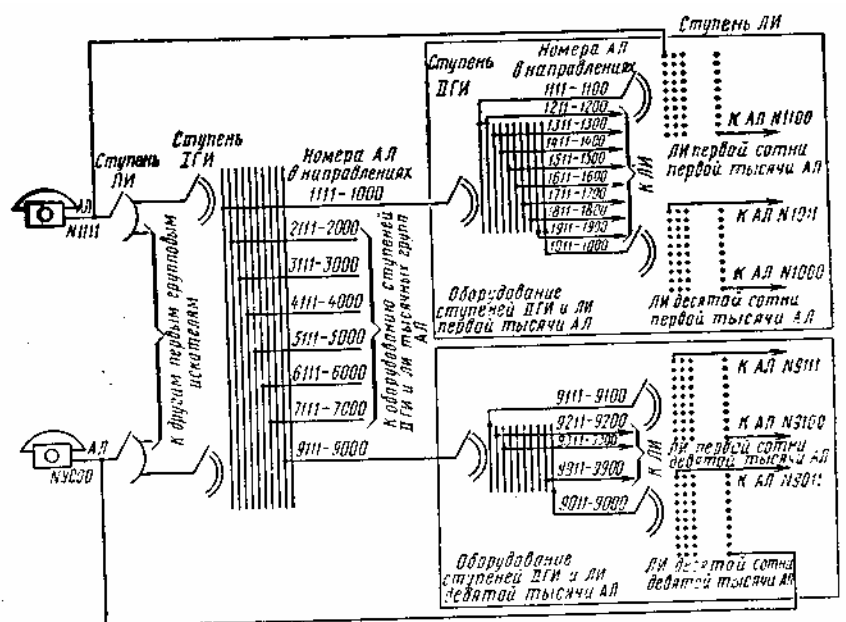 Ступень ЛИ
Номера АЛ
в направлениях
Ступень
IIГИ
1111-1100
1211-1200
1311-1300
1411-1400
1511-1500
1611-1600
1711-1700
1811-1800
1911-1900
1011-1000
К ЛИ
К АЛ N1100
ЛИ первой сотни
первой тысячи АЛ
К АЛ N1011
К АЛ N1000
ЛИ десятой сотни
первой тысячи АЛ
Оборудование
ступеней IIГИ и ЛИ
первой тысячи АЛ
Ступень
IГИ
Ступень
ЛИ
АЛ
N1111
Номера АЛ
в направлениях
1111-1000
2111-2000
3111-3000
4111-4000
5111-5000
6111-6000
7111-7000
9111-9000
К другим первым групповым
искателям
К оборудованию ступеней
IIГИ и ЛИ тысячных групп
АЛ
АЛ
N9000
9111-9100
9211-9200
9911-9900
9011-9000
К ЛИ
К АЛ N9111
К АЛ N9100
ЛИ первой сотни
девятой тысячи АЛ
К АЛ N9011
ЛИ десятой сотни
девятой тысячи АЛ
Оборудование
ступеней IIГИ и ЛИ
девятой тысячи АЛ